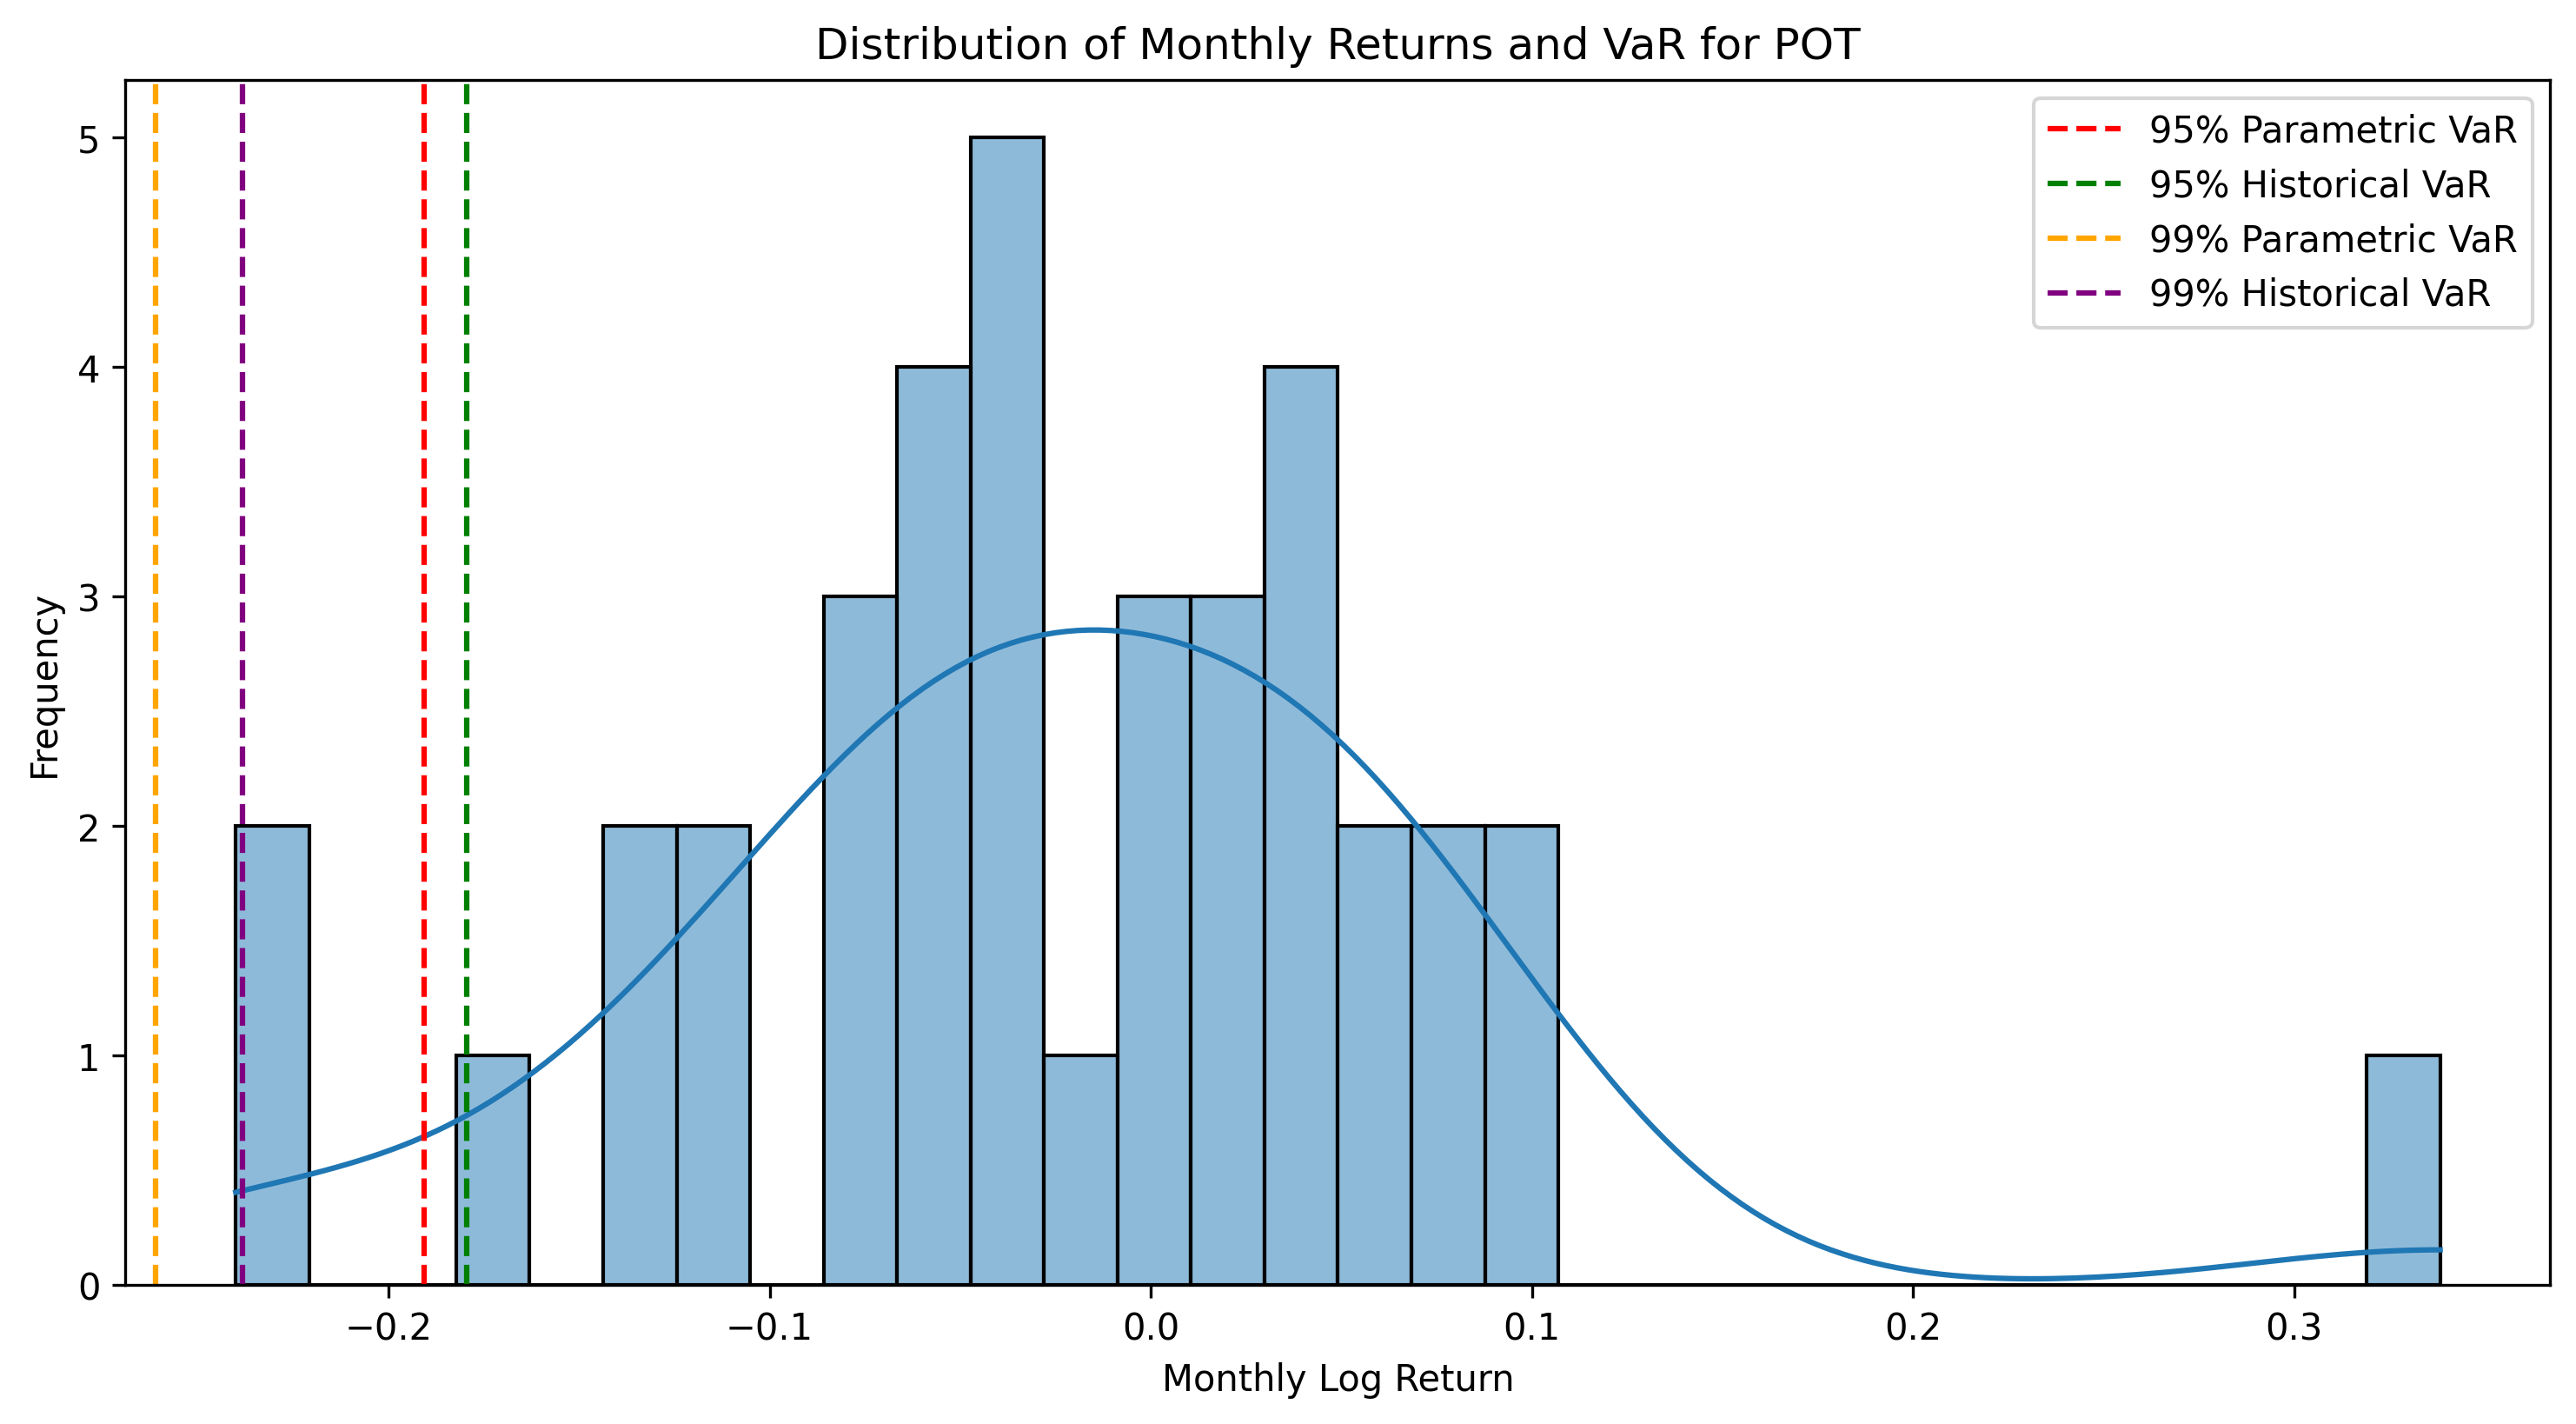 Distribution of Monthly Returns and VaR for POT
95% Parametric VaR
95% Historical VaR
99% Parametric VaR
99% Historical VaR
Frequency
5
4
3
2
1
0
−0.2 −0.1 0.0 0.1 0.2 0.3
Monthly Log Return